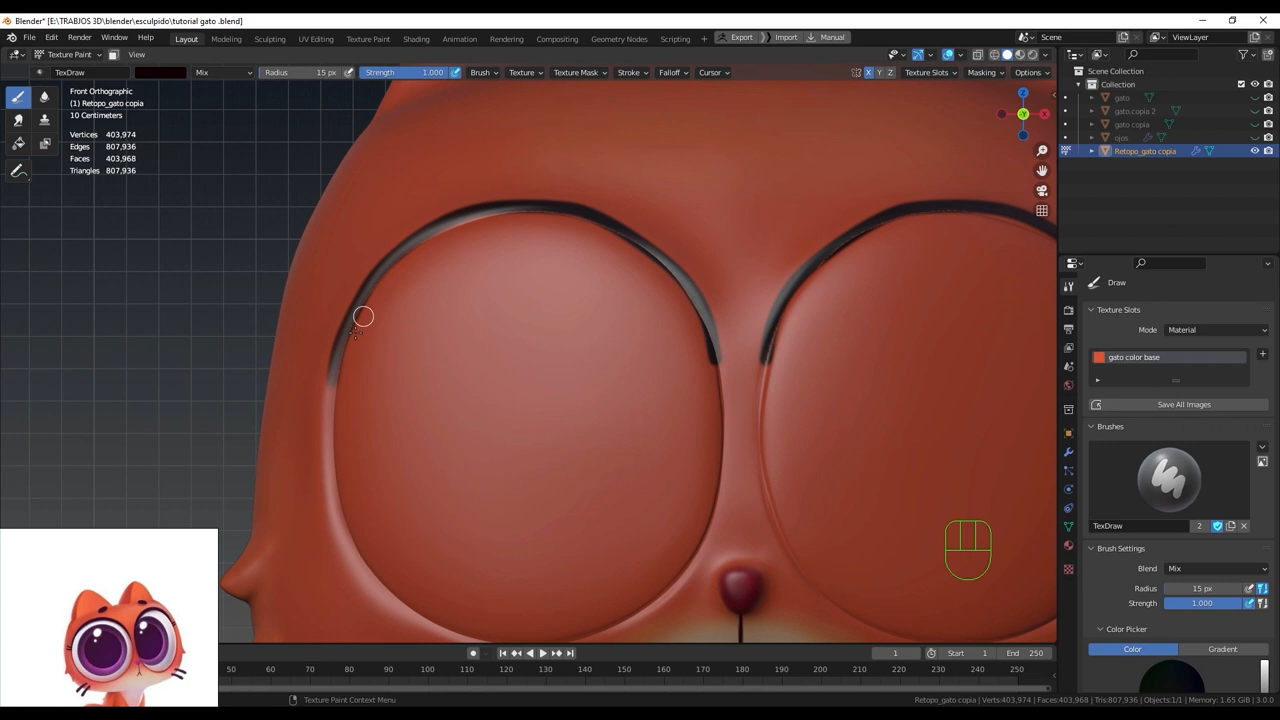 Blender* [E:\TRABJOS 3D\blender\esculpido\tutorial gato .blend]
File Edit Render Window Help Layout Modeling Sculpting UV Editing Texture Paint Shading Animation Rendering Compositing Geometry Nodes Scripting + Export Import Manual Scene ViewLayer
Texture Paint View
TexDraw Mix Radius 15 px Strength 1.000 Brush Texture Texture Mask Stroke Falloff Cursor X Y Z Texture Slots Masking Options
Front Orthographic
(1) Retopo_gato copia
10 Centimeters
Vertices 403,974
Edges 807,936
Faces 403,968
Triangles 807,936
Z
Y
X
Scene Collection
Collection
gato
gato.copia 2
gato copia
ojos
Retopo_gato copia
Draw
Texture Slots
Mode Material
gato color base
Save All Images
Brushes
TexDraw 2
Brush Settings
Blend Mix
Radius 15 px
Strength 1.000
Color Picker
Color Gradient
1 Start 1 End 250
50 60 70 80 90 100 110 120 130 140 150 160 170 180 190 200 210 220 230 240 250
Texture Paint Context Menu
Retopo_gato copia | Verts:403,974 | Faces:403,968 | Tris:807,936 | Objects:1/1 | Memory: 1.65 GiB | 3.0.0